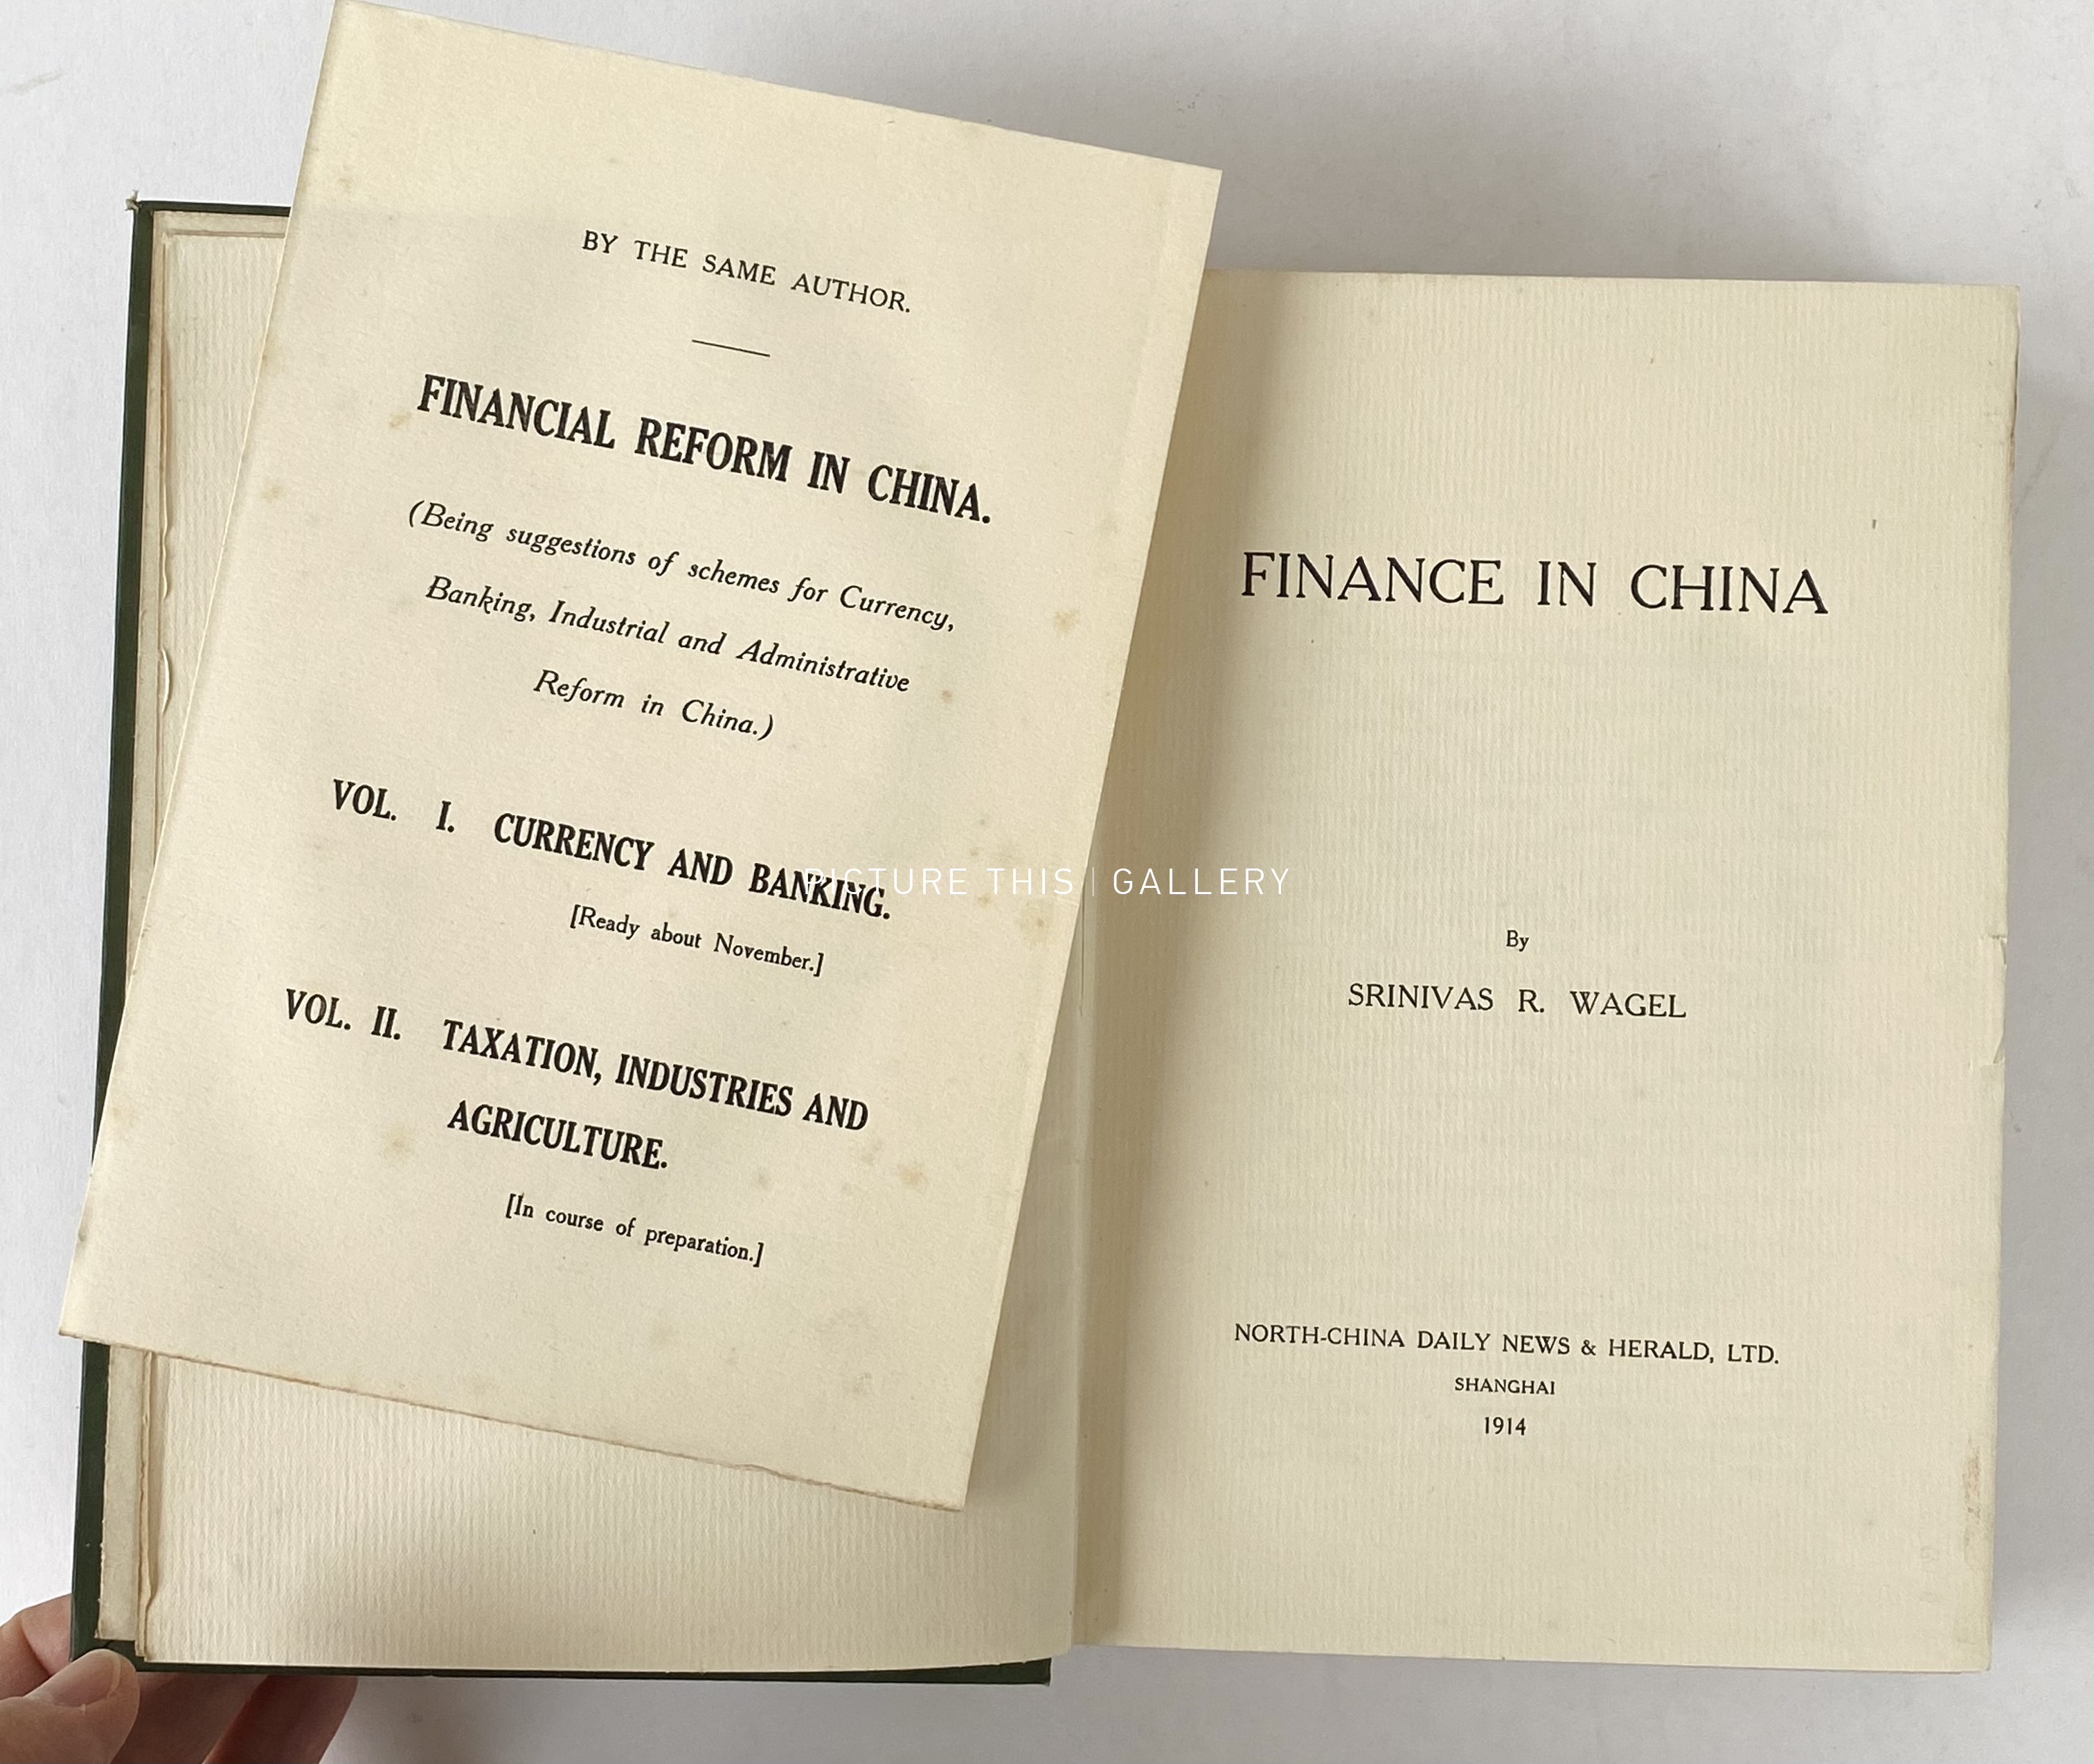 BY THE SAME AUTHOR.
FINANCIAL REFORM IN CHINA.
(Being suggestions of schemes for Currency,
Banking, Industrial and Administrative
Reform in China.)
VOL. I. CURRENCY AND BANKING.
[Ready about November.]
VOL. II. TAXATION, INDUSTRIES AND
AGRICULTURE.
[In course of preparation.]
PICTURE THIS | GALLERY
FINANCE IN CHINA
By
SRINIVAS R. WAGEL
NORTH-CHINA DAILY NEWS & HERALD, LTD.
SHANGHAI
1914